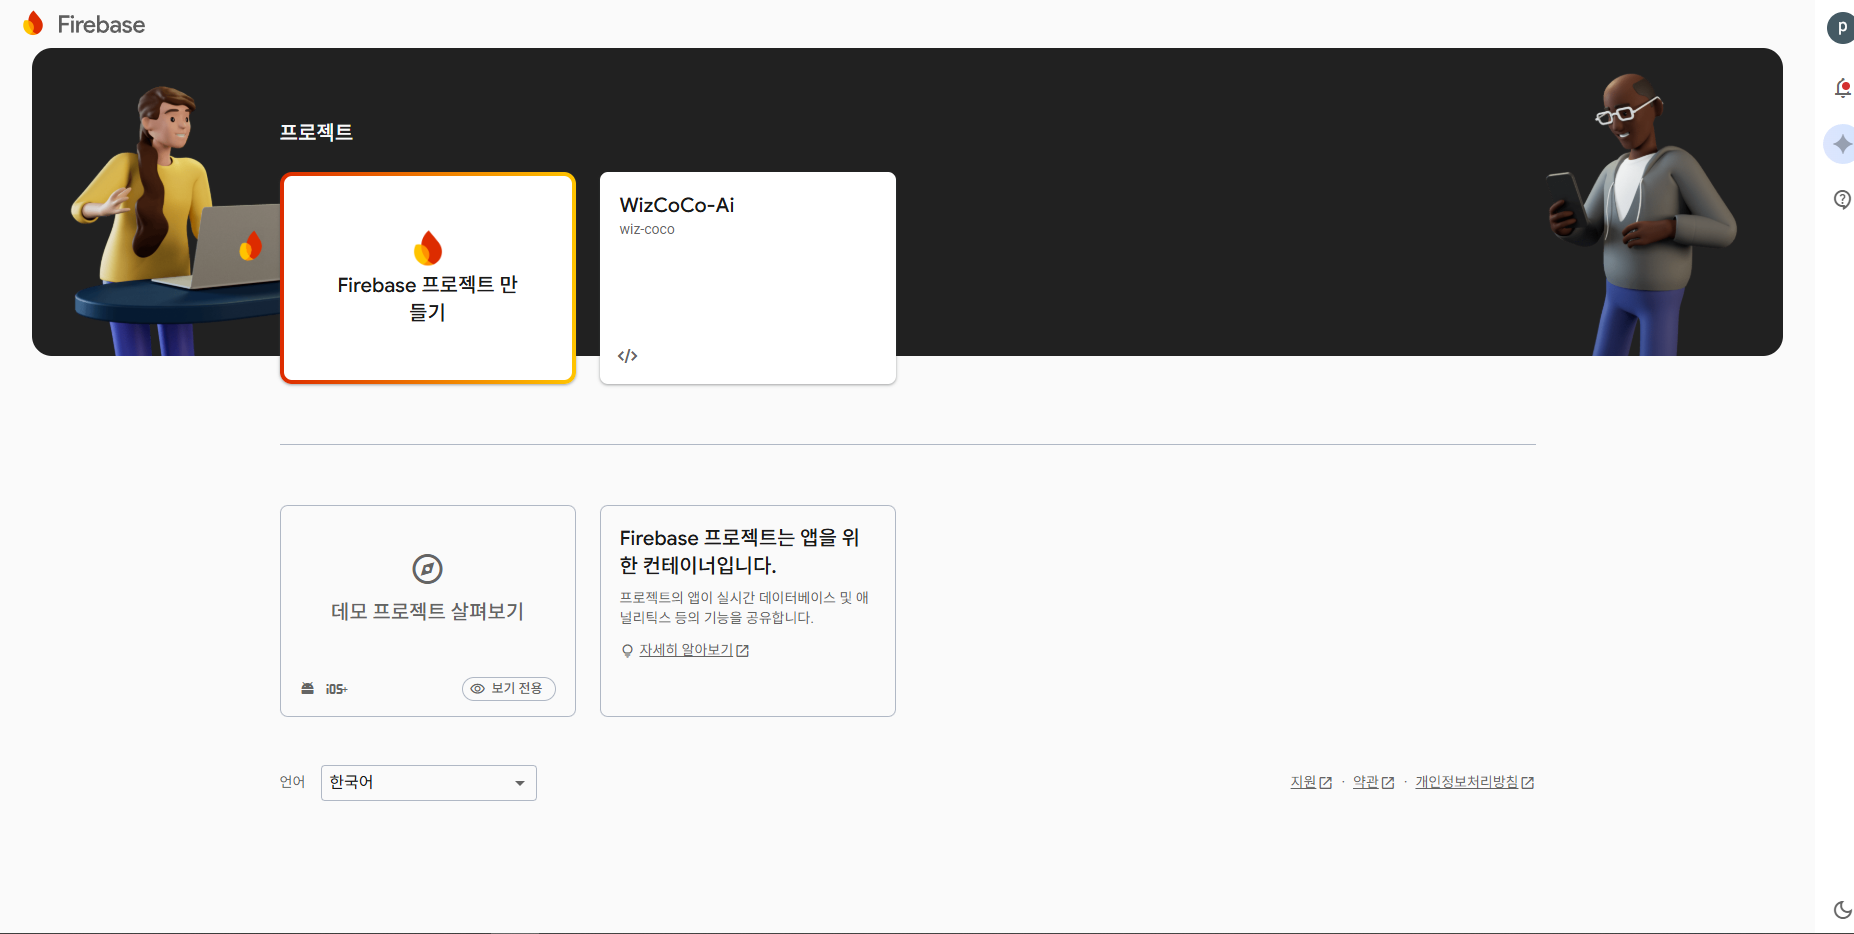 Firebase
p
프로젝트
Firebase 프로젝트 만
들기
WizCoCo-Ai
wiz-coco
데모 프로젝트 살펴보기
iOS+
보기 전용
Firebase 프로젝트는 앱을 위
한 컨테이너입니다.
프로젝트의 앱이 실시간 데이터베이스 및 애
널리틱스 등의 기능을 공유합니다.
자세히 알아보기
언어
한국어
지원 · 약관 · 개인정보처리방침